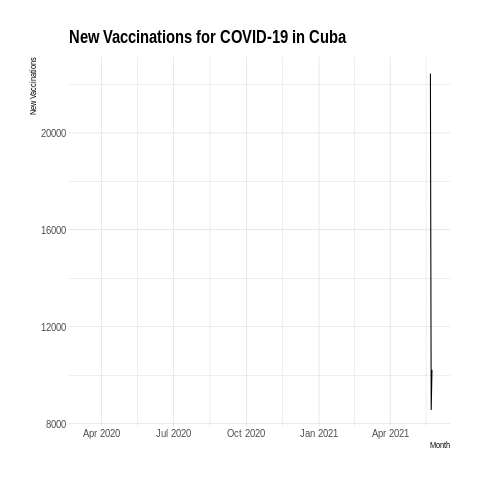 New Vaccinations for COVID-19 in Cuba
New Vaccinations
20000
16000
12000
8000
Apr 2020 Jul 2020 Oct 2020 Jan 2021 Apr 2021
Month